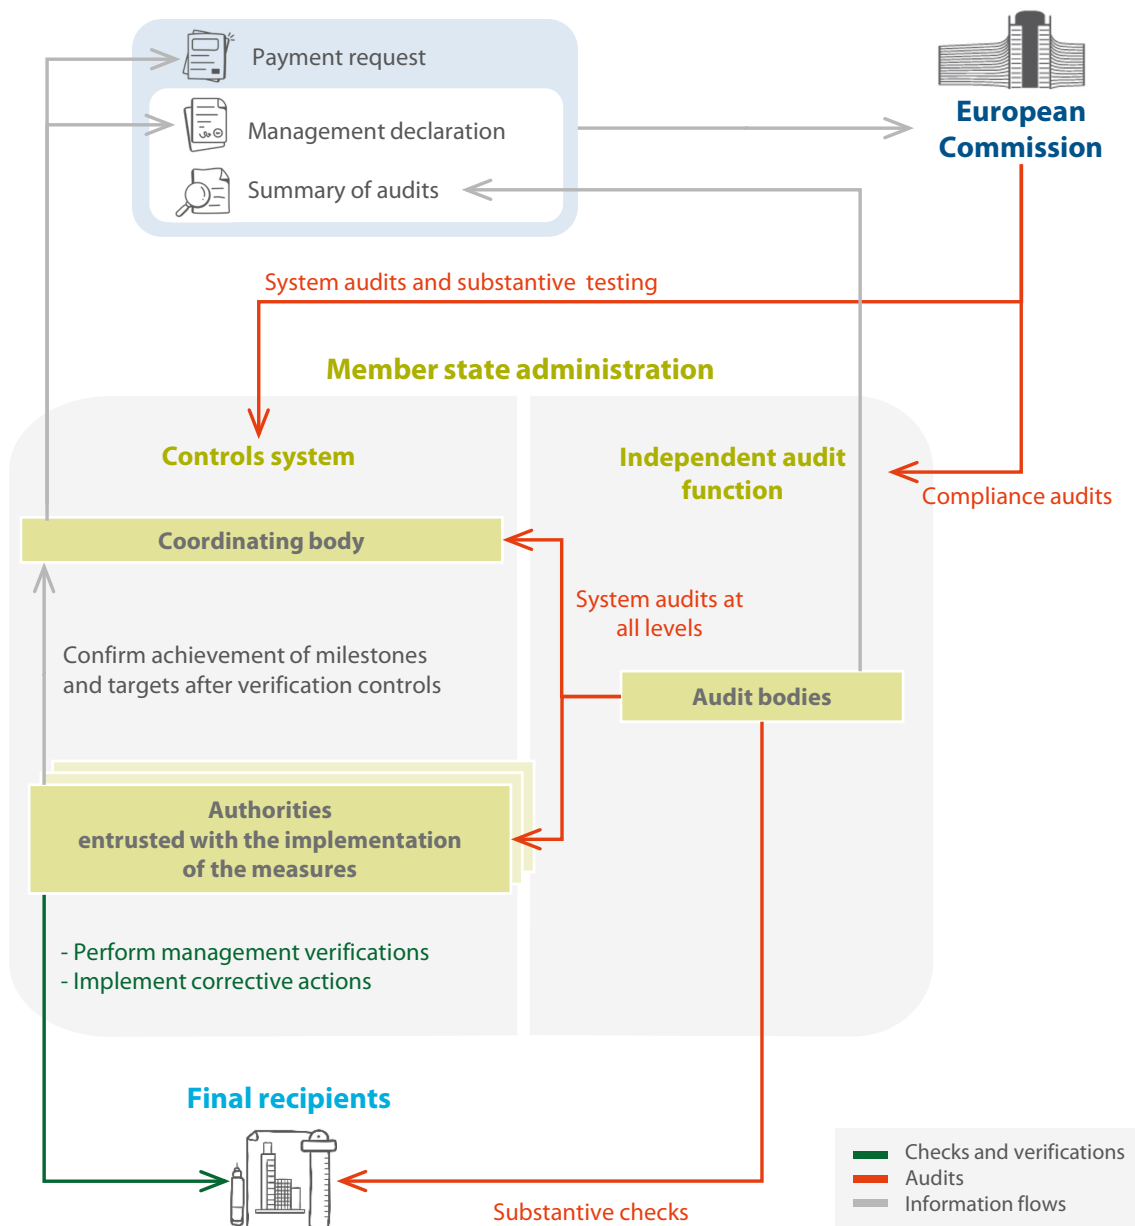 Payment request
Management declaration
Summary of audits
European
Commission
System audits and substantive testing
Member state administration
Controls system
Independent audit
function
Compliance audits
Coordinating body
System audits at
all levels
Confirm achievement of milestones
and targets after verification controls
Audit bodies
Authorities
entrusted with the implementation
of the measures
- Perform management verifications
- Implement corrective actions
Final recipients
Substantive checks
Checks and verifications
Audits
Information flows